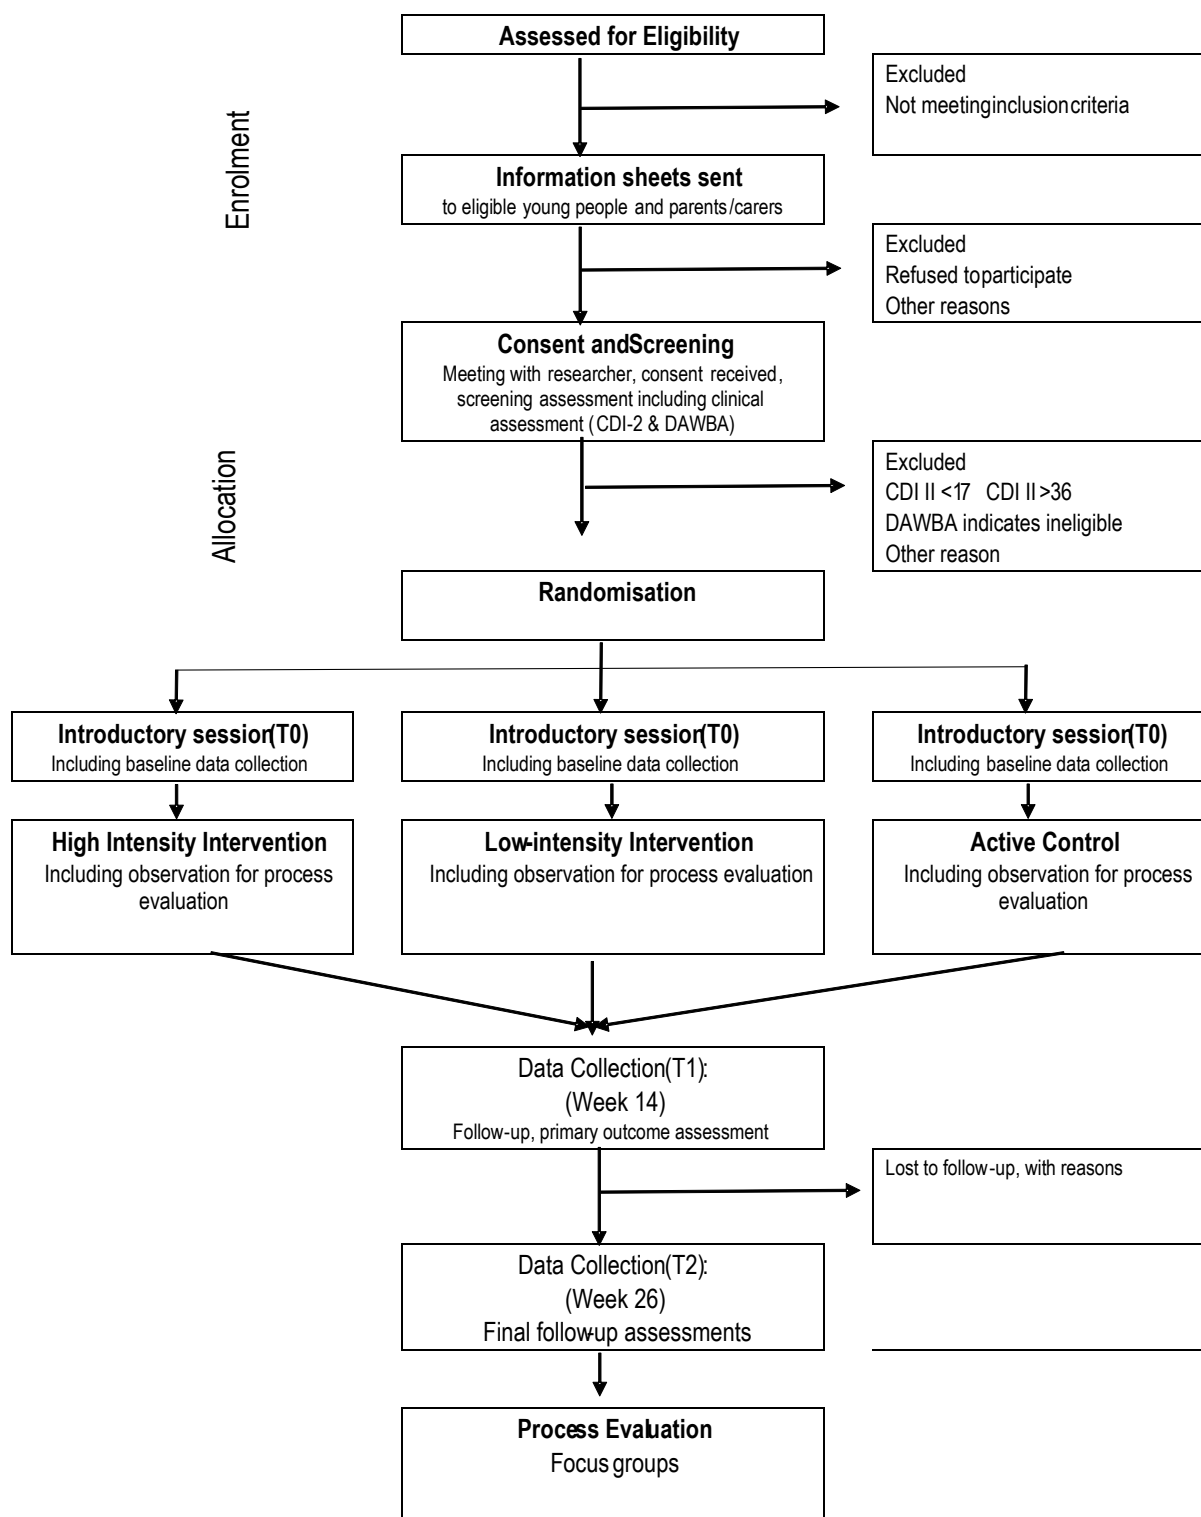 Assessed for Eligibility
Excluded
Not meetinginclusioncriteria
Enrolment
Information sheets sent
to eligible young people and parents/carers
Excluded
Refused toparticipate
Other reasons
Consent andScreening
Meeting with researcher, consent received,
screening assessment including clinical
assessment (CDI-2 & DAWBA)
Allocation
Excluded
CDI II <17 CDI II >36
DAWBA indicates ineligible
Other reason
Randomisation
Introductory session(T0)
Including baseline data collection
Introductory session(T0)
Including baseline data collection
Introductory session(T0)
Including baseline data collection
High Intensity Intervention
Including observation for process
evaluation
Low-intensity Intervention
Including observation for process evaluation
Active Control
Including observation for process
evaluation
Data Collection(T1):
(Week 14)
Follow-up, primary outcome assessment
Lost to follow-up, with reasons
Data Collection(T2):
(Week 26)
Final follow-up assessments
Process Evaluation
Focus groups